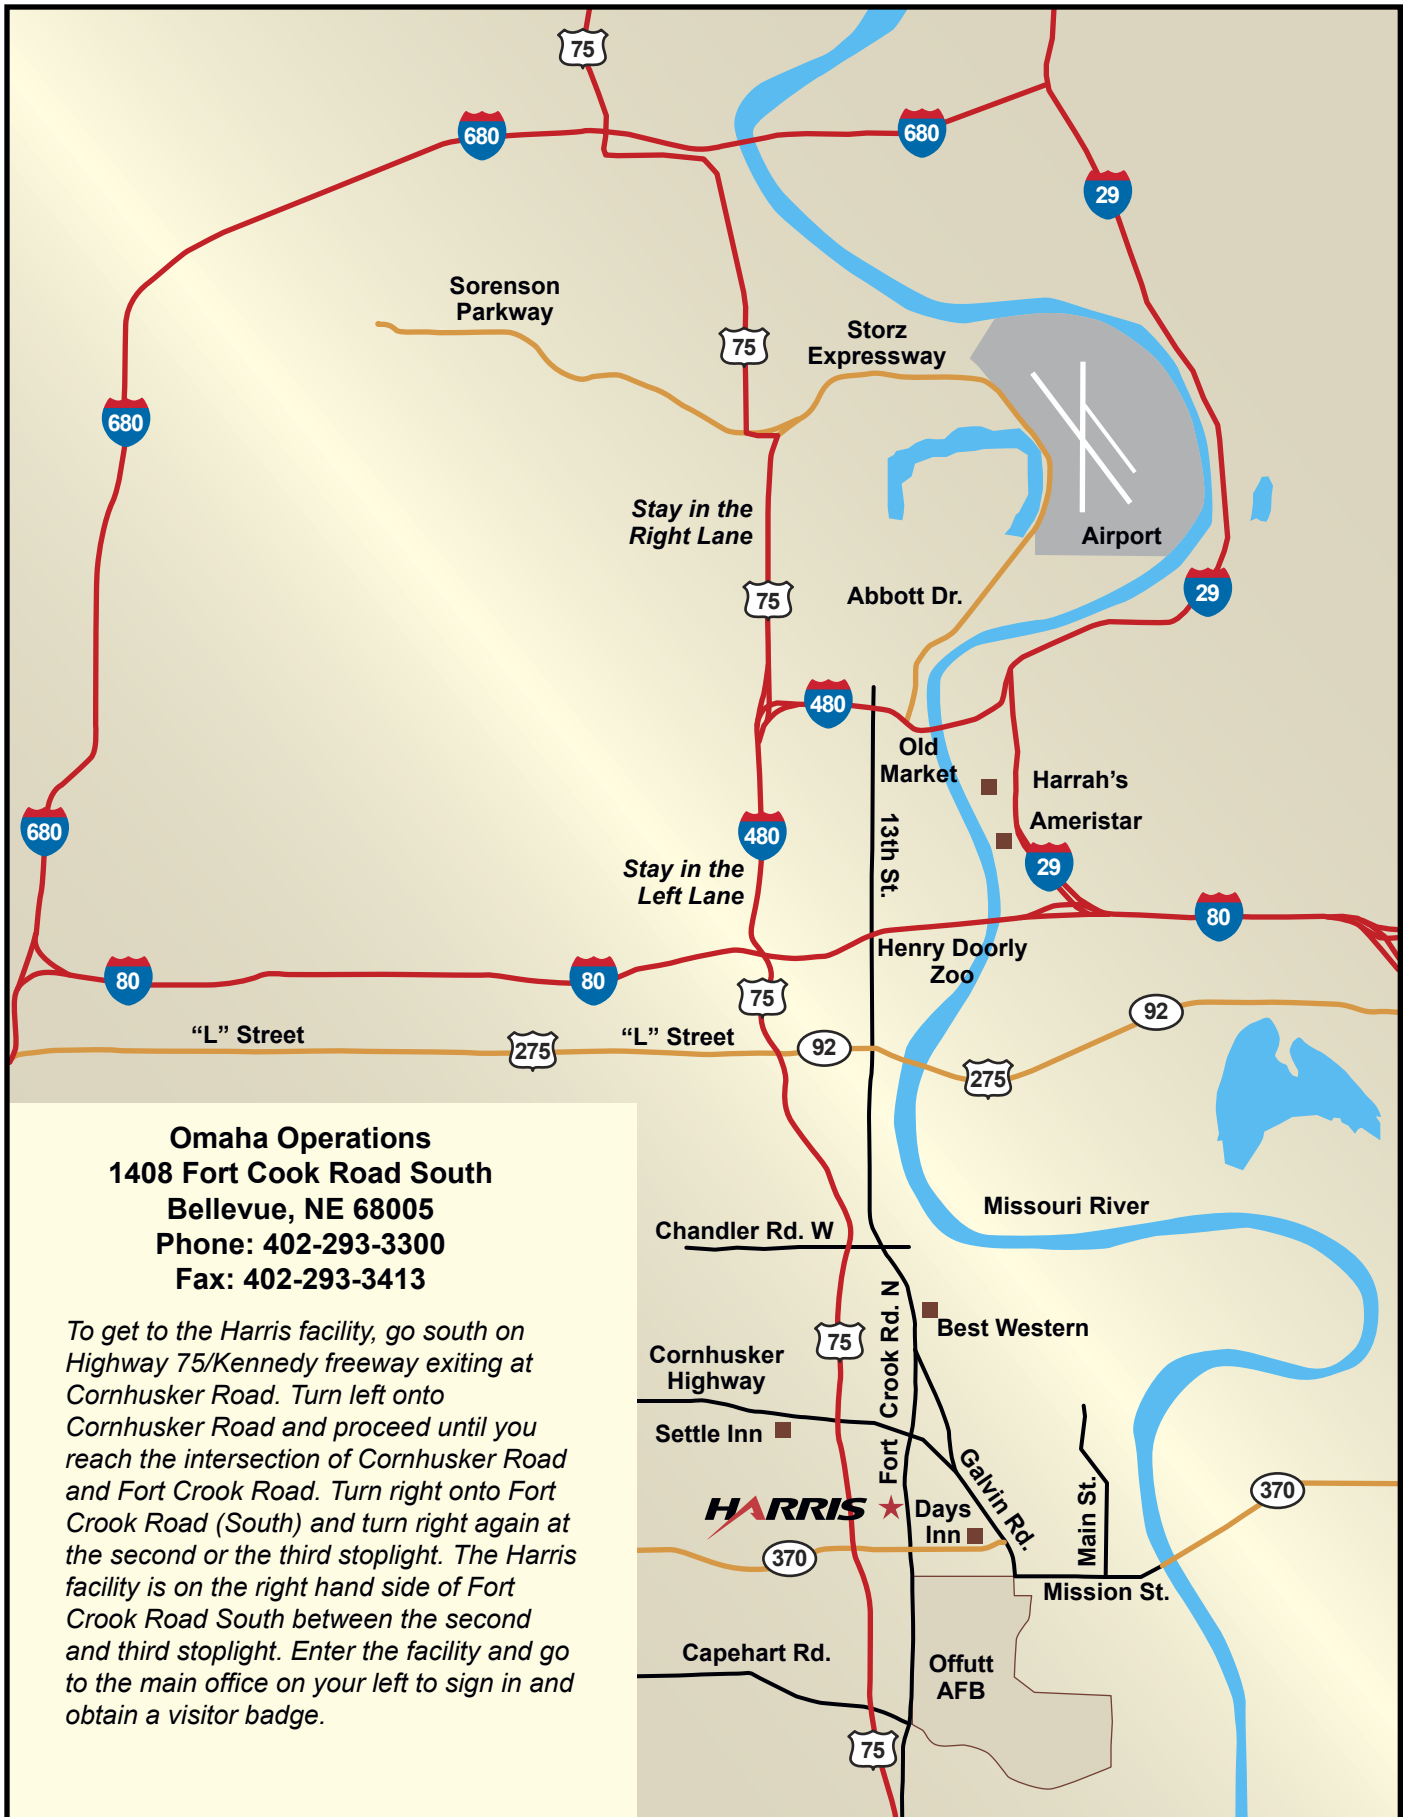 75
680
680
29
Sorenson
Parkway
Storz
Expressway
75
680
Stay in the
Right Lane
Airport
75
Abbott Dr.
29
480
Old
Market
Harrah's
Ameristar
680
480
13th St.
Stay in the
Left Lane
29
80
Henry Doorly
Zoo
80
80
75
92
“L” Street
275
“L” Street
92
275
Omaha Operations
1408 Fort Cook Road South
Bellevue, NE 68005
Phone: 402-293-3300
Fax: 402-293-3413
To get to the Harris facility, go south on
Highway 75/Kennedy freeway exiting at
Cornhusker Road. Turn left onto
Cornhusker Road and proceed until you
reach the intersection of Cornhusker Road
and Fort Crook Road. Turn right onto Fort
Crook Road (South) and turn right again at
the second or the third stoplight. The Harris
facility is on the right hand side of Fort
Crook Road South between the second
and third stoplight. Enter the facility and go
to the main office on your left to sign in and
obtain a visitor badge.
Missouri River
Chandler Rd. W
Fort Crook Rd. N
Best Western
75
Cornhusker
Highway
Settle Inn
Galvin Rd.
Main St.
370
HARRIS
Days
Inn
370
Mission St.
Capehart Rd.
Offutt
AFB
75